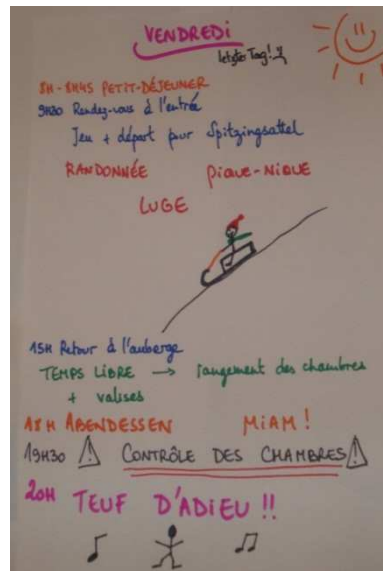 VENDREDi
letzter Tag!
8H - 8H45 PETIT-DÉJEUNER
9H30 Rendez-vous à l'entrée
Jeu + départ pour Spitzingsattel
RANDONNÉE PiQUE-NiQUE
LUGE
15H Retour à l'auberge
TEMPS LiBRE → rangement des chambres
+ valises
18H ABENDESSEN MiAM !
19H30 ⚠ CONTRÔLE DES CHAMBRES ⚠
20H TEUF D'ADiEU !!